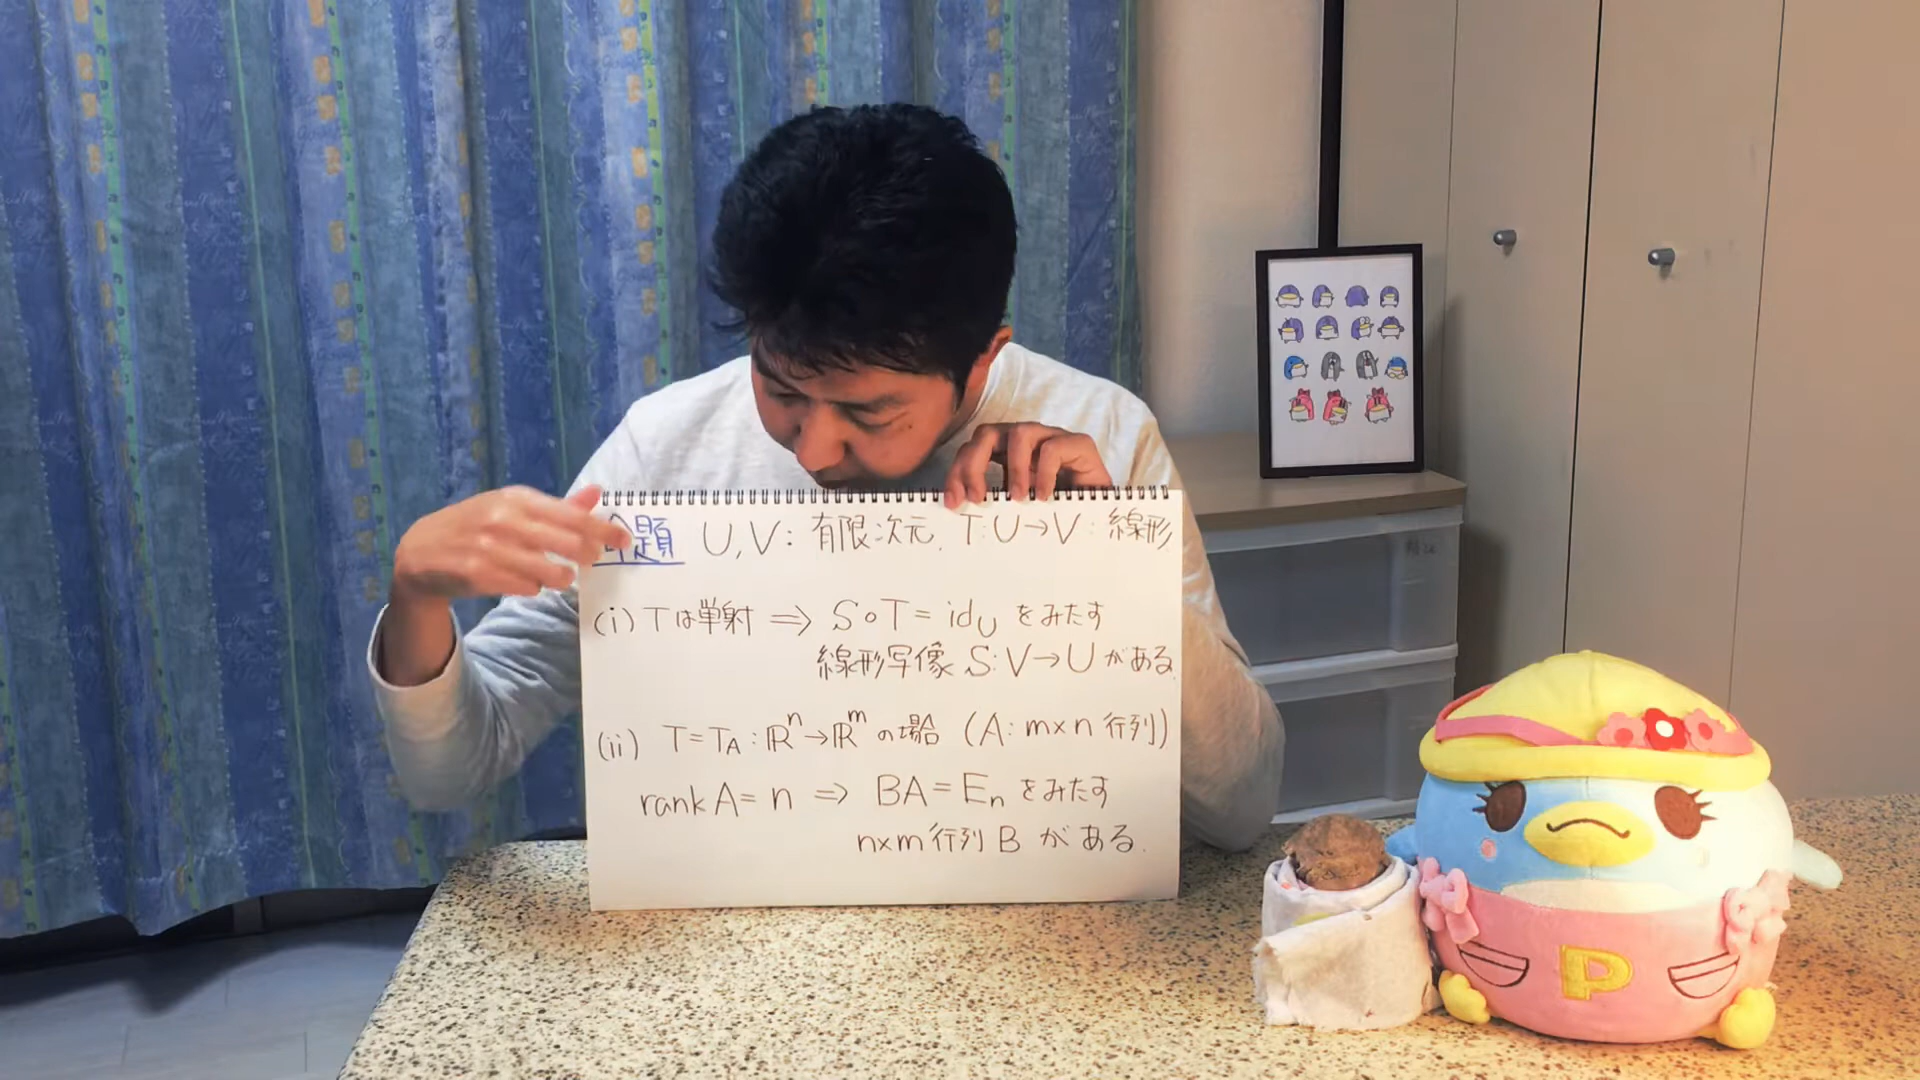 命題 U,V: 有限次元, T:U→V:線形
(i) Tは単射 ⇒ S∘T = id_U をみたす
線形写像 S:V→U がある.
(ii) T=T_A:ℝ^n→ℝ^m の場合 (A: m×n 行列)
rank A = n ⇒ BA = E_n をみたす
n×m 行列 B がある.
P